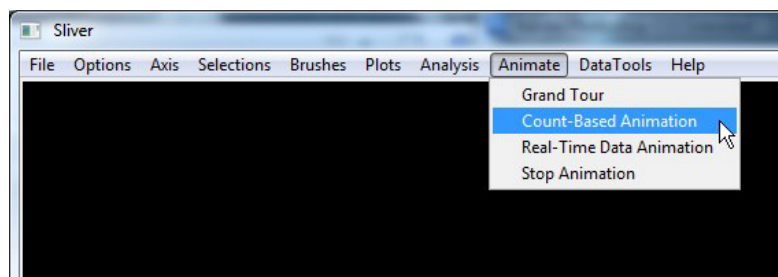 Sliver
File Options Axis Selections Brushes Plots Analysis Animate DataTools Help
Grand Tour
Count-Based Animation
Real-Time Data Animation
Stop Animation